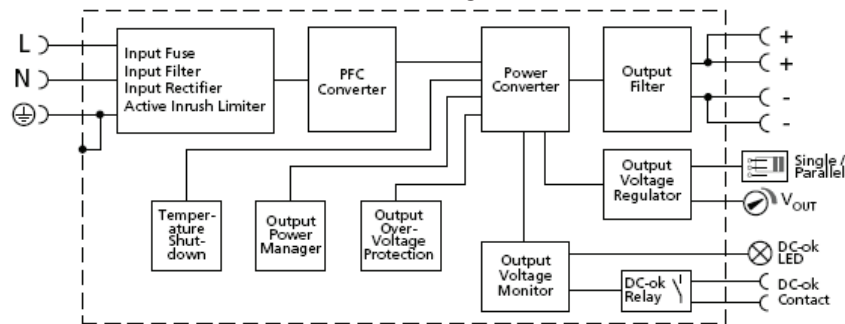 L
N
Input Fuse
Input Filter
Input Rectifier
Active Inrush Limiter
PFC
Converter
Power
Converter
Output
Filter
+
+
-
-
Temper-
ature
Shut-
down
Output
Power
Manager
Output
Over-
Voltage
Protection
Output
Voltage
Regulator
Single /
Parallel
VOUT
Output
Voltage
Monitor
DC-ok
LED
DC-ok
Relay
DC-ok
Contact